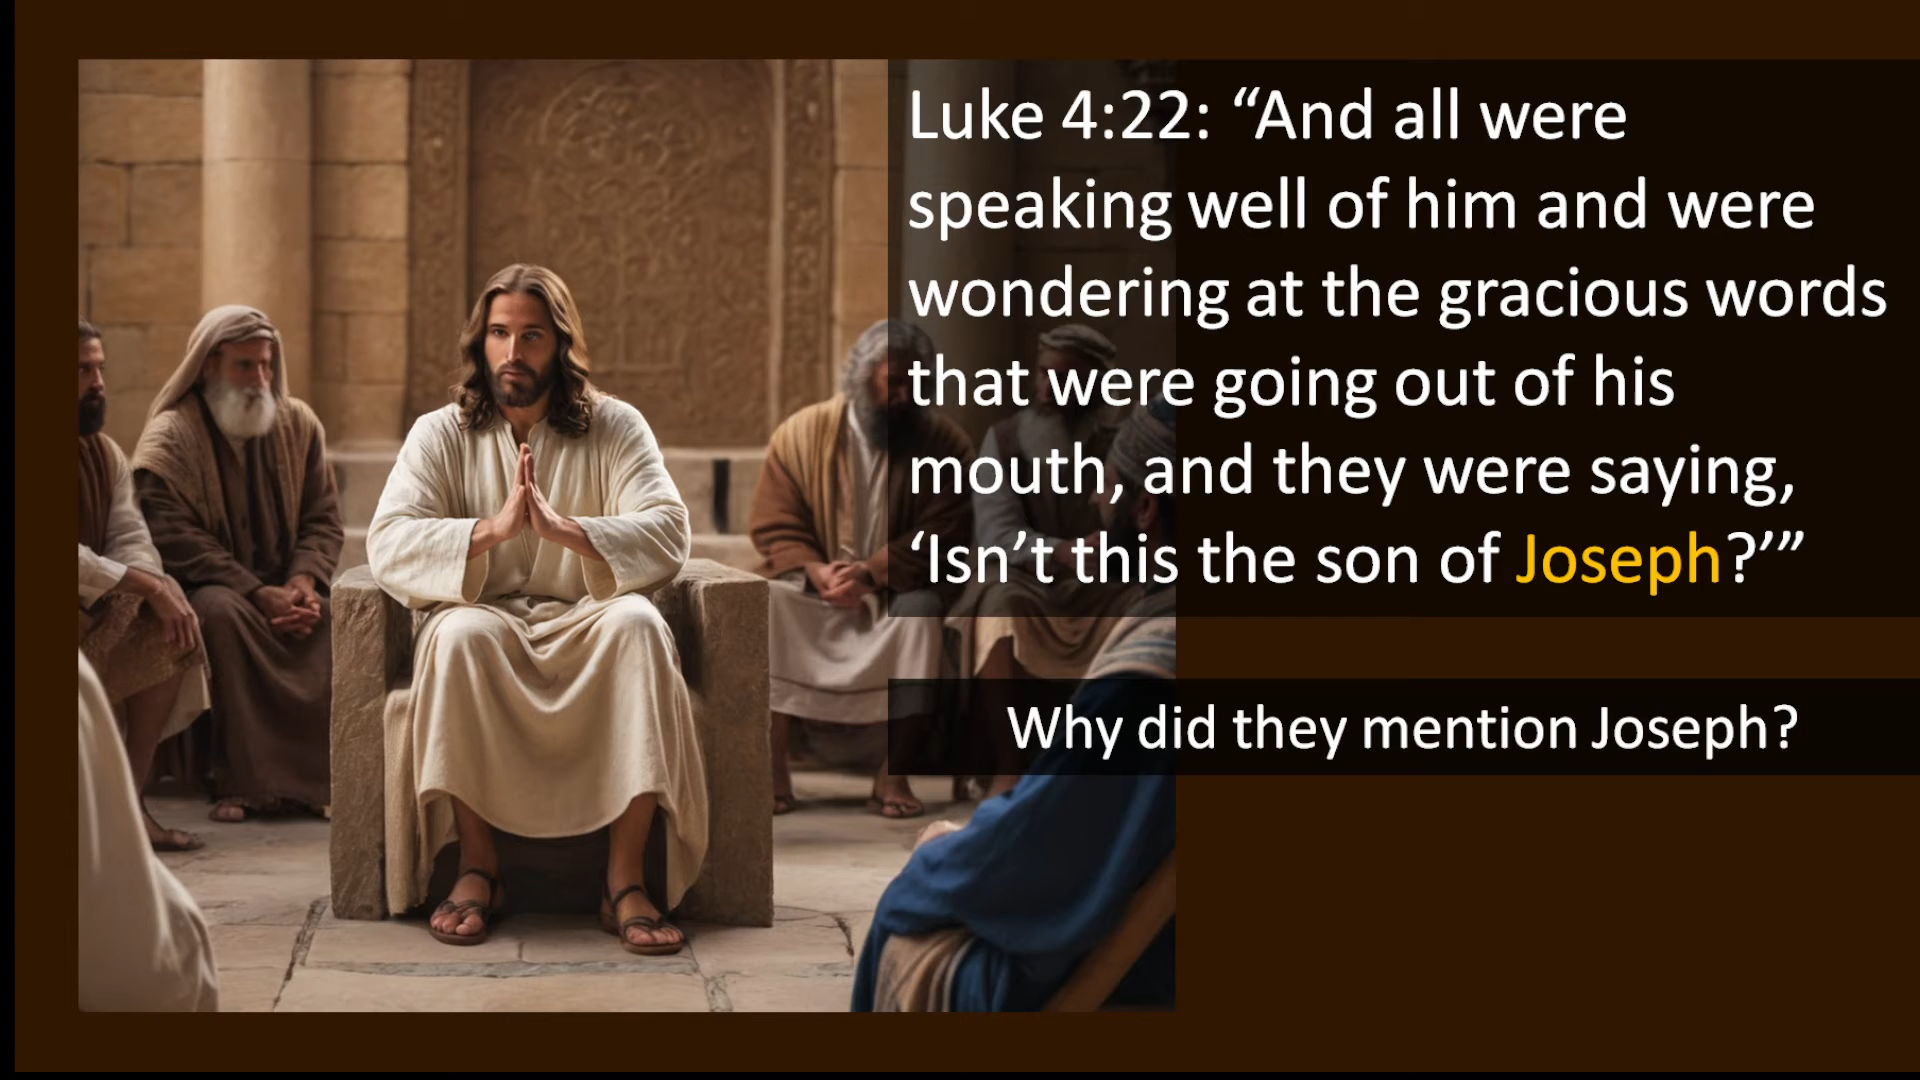 Luke 4:22: “And all were
speaking well of him and were
wondering at the gracious words
that were going out of his
mouth, and they were saying,
‘Isn’t this the son of Joseph?’”
Why did they mention Joseph?